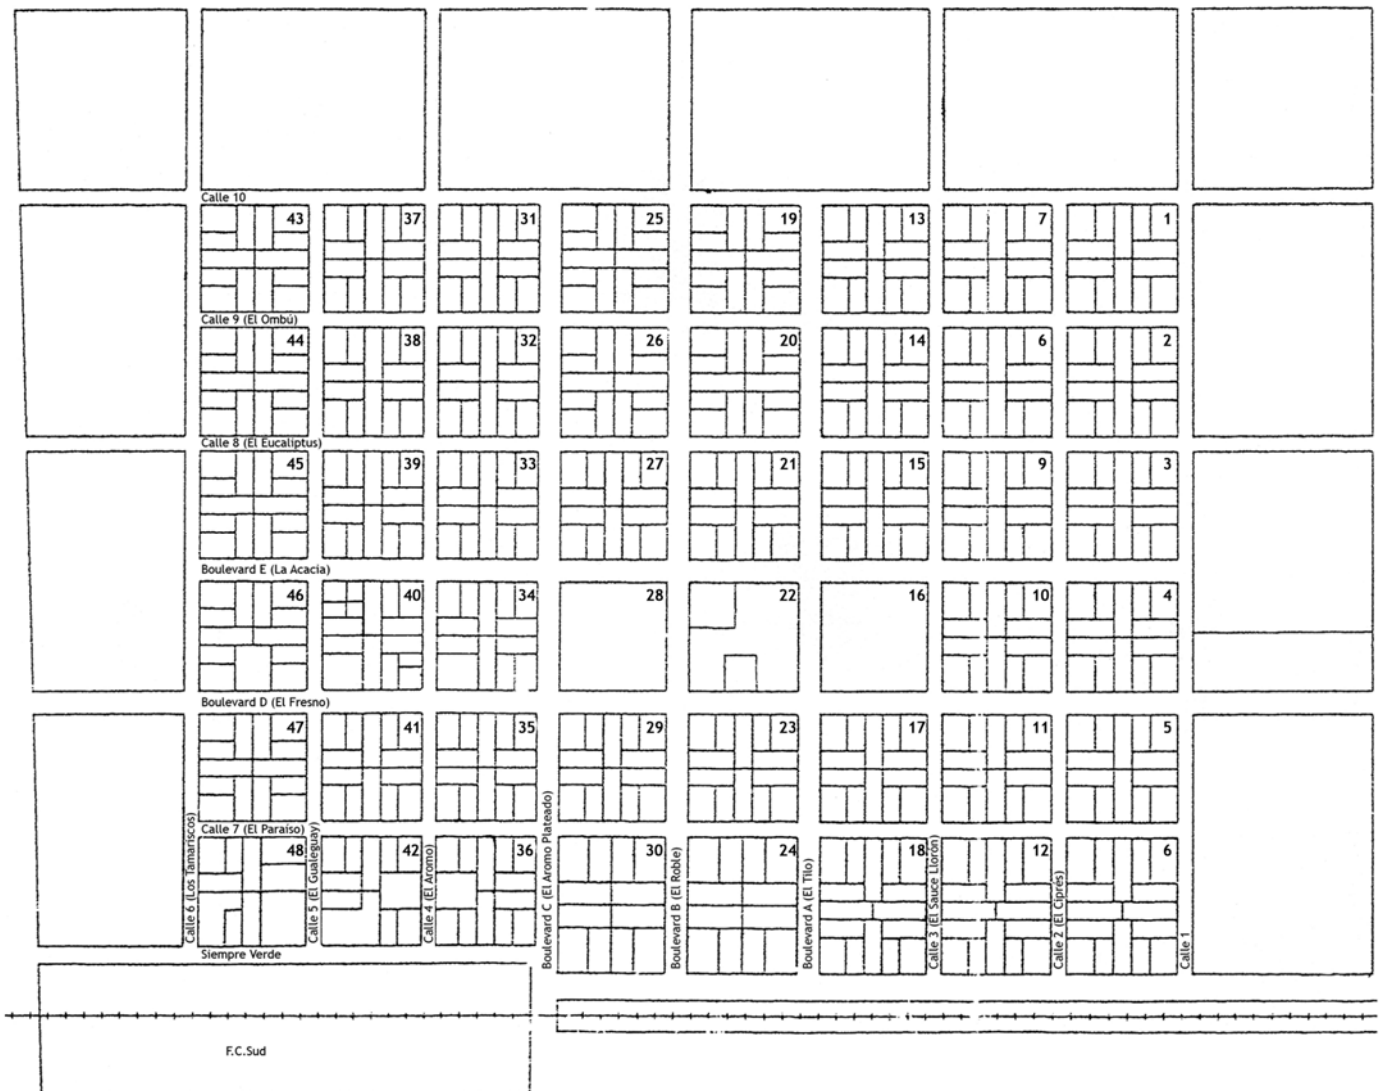 Calle 10
43 37 31 25 19 13 7 1
Calle 9 (El Ombú)
44 38 32 26 20 14 6 2
Calle 8 (El Eucaliptus)
45 39 33 27 21 15 9 3
Boulevard E (La Acacia)
46 40 34 28 22 16 10 4
Boulevard D (El Fresno)
47 41 35 29 23 17 11 5
Calle 7 (El Paraíso)
48 42 36 30 24 18 12 6
Calle 6 (Los Tamariscos)
Calle 5 (El Gualeguay)
Calle 4 (El Aromo)
Boulevard C (El Aromo Plateado)
Boulevard B (El Roble)
Boulevard A (El Tilo)
Calle 3 (El Sauce Llorón)
Calle 2 (El Ciprés)
Calle 1
Siempre Verde
F.C.Sud